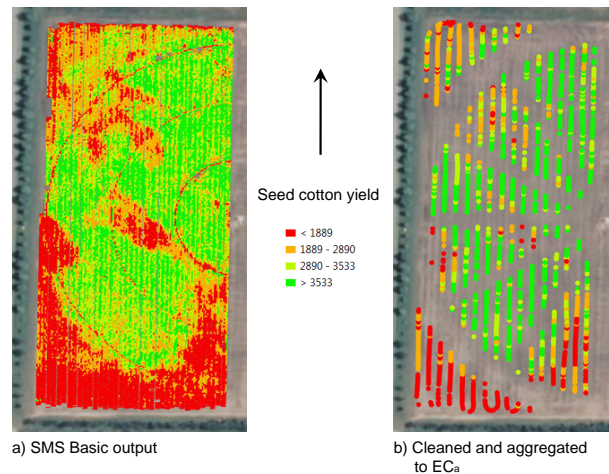 Seed cotton yield
< 1889
1889 - 2890
2890 - 3533
> 3533
a) SMS Basic output
b) Cleaned and aggregated
to ECa